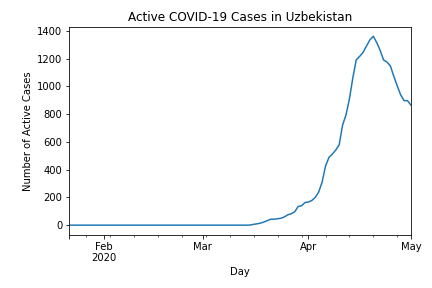 Active COVID-19 Cases in Uzbekistan
1400
1200
1000
800
600
400
200
0
Number of Active Cases
Feb
2020
Mar
Apr
May
Day